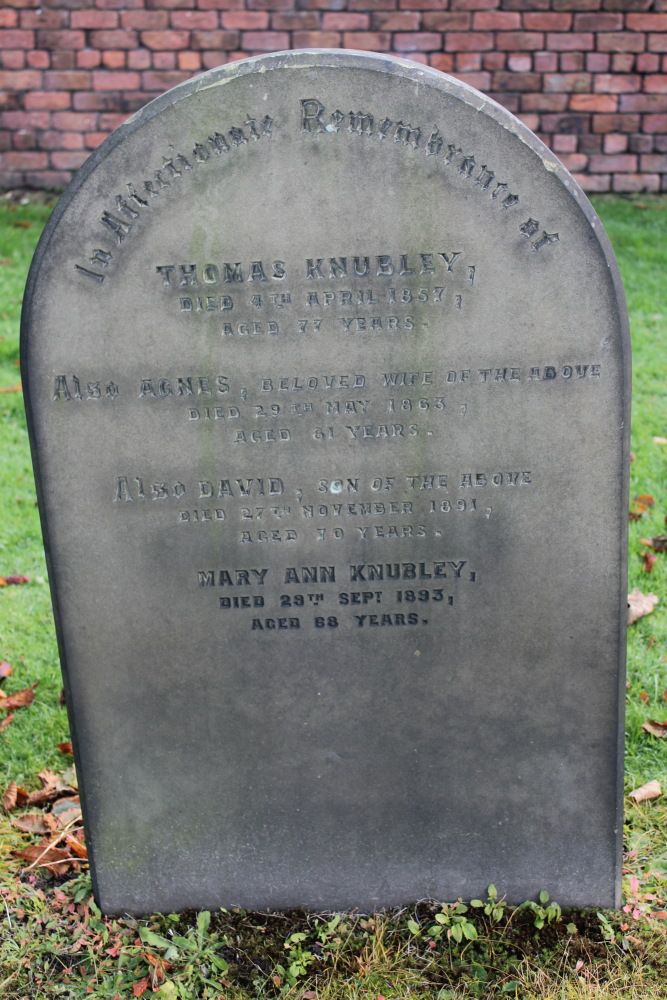 In Affectionate Remembrance of
THOMAS KNUBLEY,
DIED 4TH APRIL 1857,
AGED 77 YEARS.
Also AGNES, BELOVED WIFE OF THE ABOVE
DIED 29TH MAY 1863,
AGED 81 YEARS.
Also DAVID, SON OF THE ABOVE
DIED 27TH NOVEMBER 1891,
AGED 70 YEARS.
MARY ANN KNUBLEY,
DIED 29TH SEPT 1893,
AGED 68 YEARS.